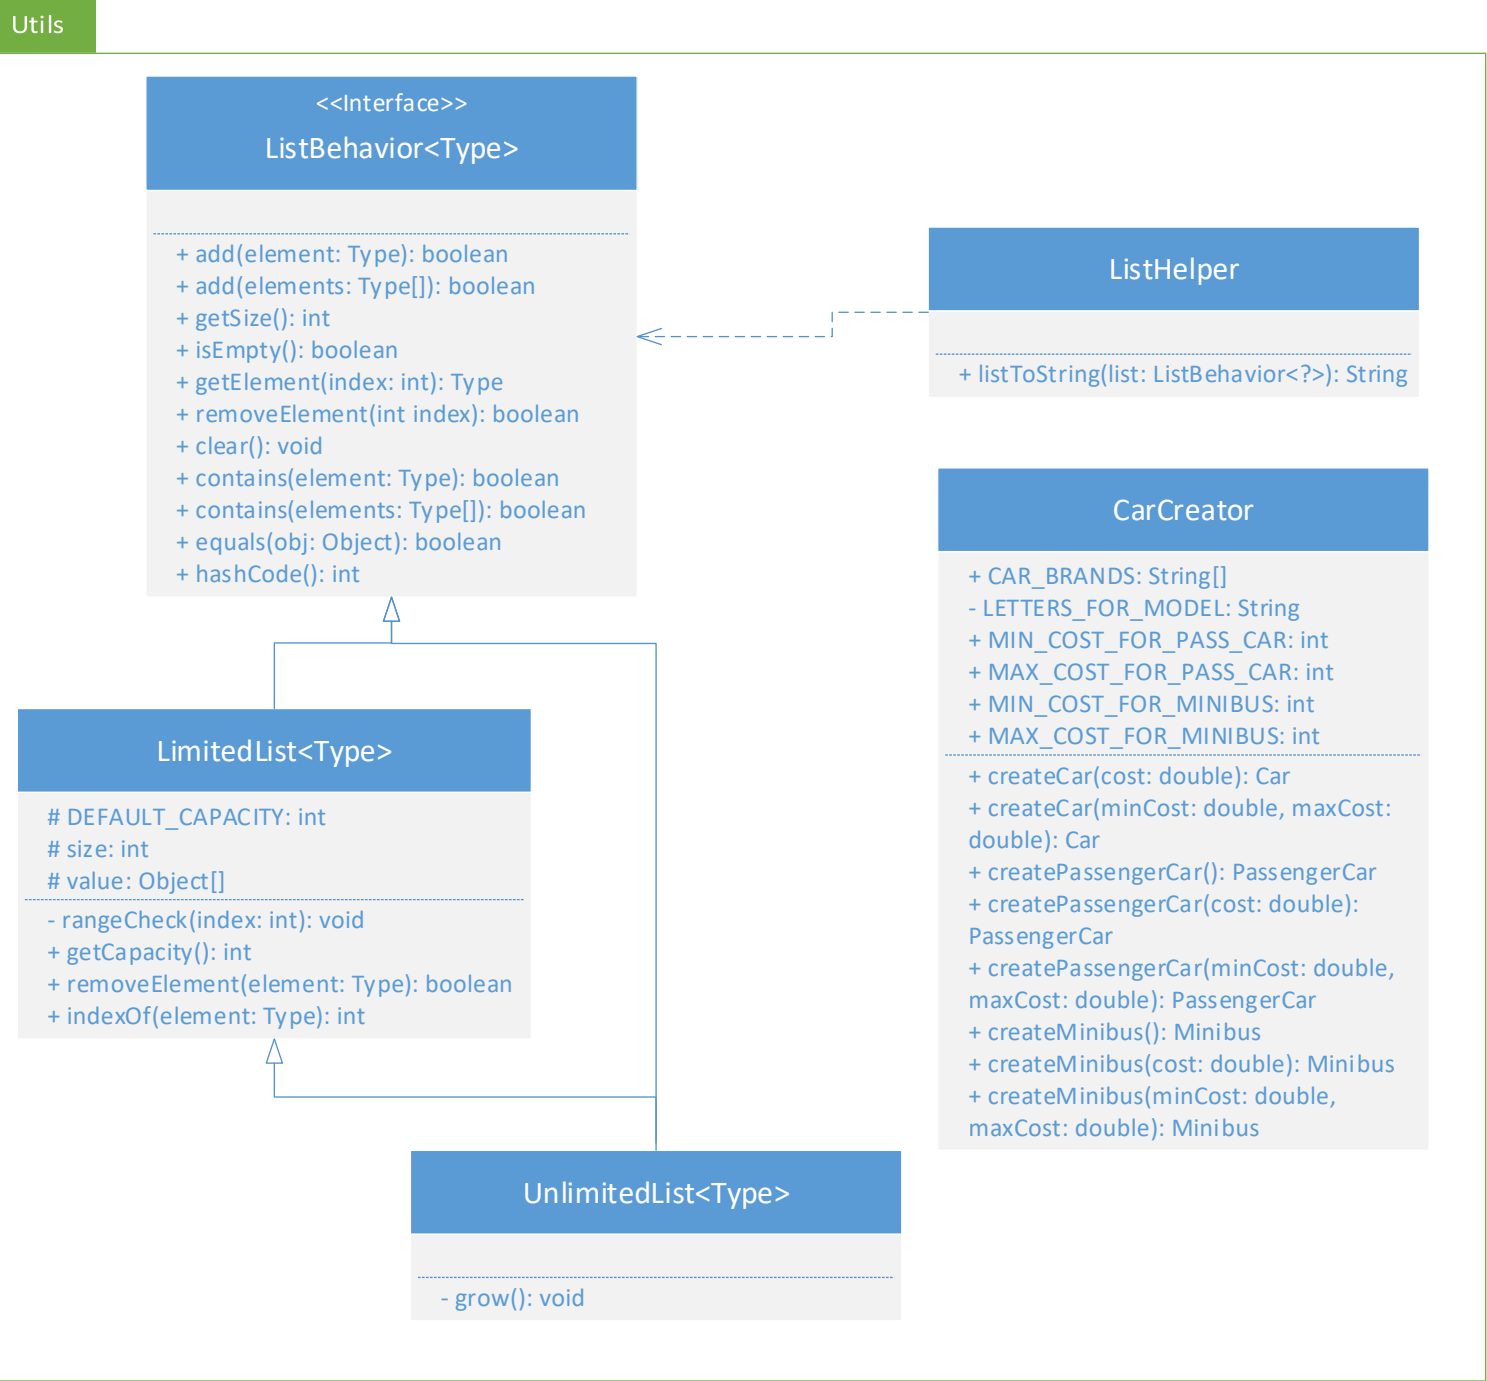 Utils
<<Interface>>
ListBehavior<Type>
+ add(element: Type): boolean
+ add(elements: Type[]): boolean
+ getSize(): int
+ isEmpty(): boolean
+ getElement(index: int): Type
+ removeElement(int index): boolean
+ clear(): void
+ contains(element: Type): boolean
+ contains(elements: Type[]): boolean
+ equals(obj: Object): boolean
+ hashCode(): int
ListHelper
+ listToString(list: ListBehavior<?>): String
CarCreator
+ CAR_BRANDS: String[]
- LETTERS_FOR_MODEL: String
+ MIN_COST_FOR_PASS_CAR: int
+ MAX_COST_FOR_PASS_CAR: int
+ MIN_COST_FOR_MINIBUS: int
+ MAX_COST_FOR_MINIBUS: int
+ createCar(cost: double): Car
+ createCar(minCost: double, maxCost:
double): Car
+ createPassengerCar(): PassengerCar
+ createPassengerCar(cost: double):
PassengerCar
+ createPassengerCar(minCost: double,
maxCost: double): PassengerCar
+ createMinibus(): Minibus
+ createMinibus(cost: double): Minibus
+ createMinibus(minCost: double,
maxCost: double): Minibus
LimitedList<Type>
# DEFAULT_CAPACITY: int
# size: int
# value: Object[]
- rangeCheck(index: int): void
+ getCapacity(): int
+ removeElement(element: Type): boolean
+ indexOf(element: Type): int
UnlimitedList<Type>
- grow(): void